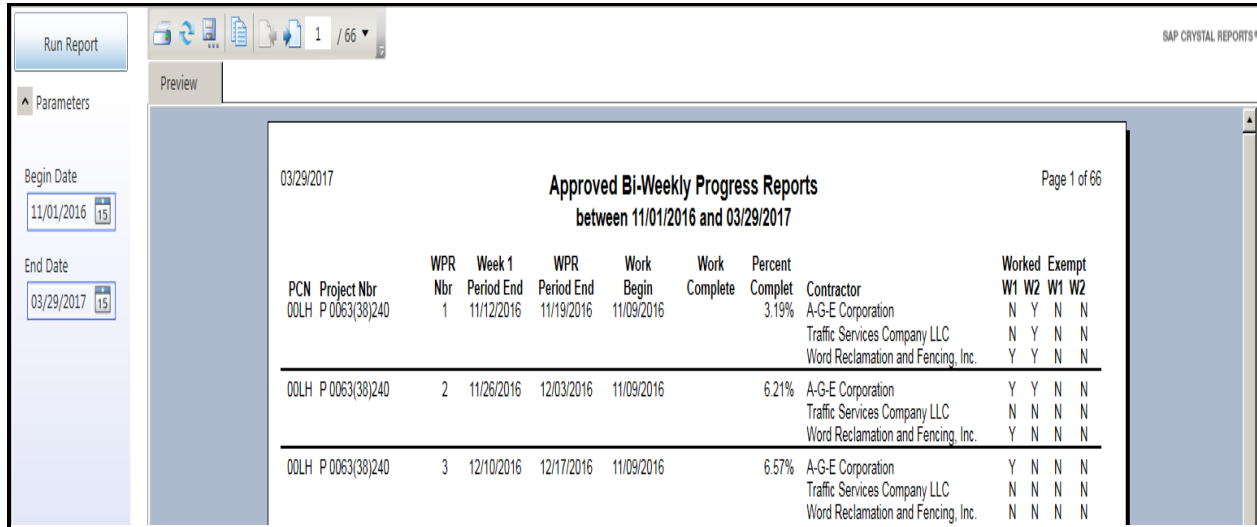 Run Report
1 / 66
SAP CRYSTAL REPORTS®
Parameters
Preview
Begin Date
11/01/2016 15
End Date
03/29/2017 15
03/29/2017 Approved Bi-Weekly Progress Reports Page 1 of 66
between 11/01/2016 and 03/29/2017
WPR Week 1 WPR Work Work Percent Worked Exempt
PCN Project Nbr Nbr Period End Period End Begin Complete Complet Contractor W1 W2 W1 W2
00LH P 0063(38)240 1 11/12/2016 11/19/2016 11/09/2016 3.19% A-G-E Corporation N Y N N
Traffic Services Company LLC N Y N N
Word Reclamation and Fencing, Inc. Y Y N N
00LH P 0063(38)240 2 11/26/2016 12/03/2016 11/09/2016 6.21% A-G-E Corporation Y Y N N
Traffic Services Company LLC N N N N
Word Reclamation and Fencing, Inc. Y N N N
00LH P 0063(38)240 3 12/10/2016 12/17/2016 11/09/2016 6.57% A-G-E Corporation Y N N N
Traffic Services Company LLC N N N N
Word Reclamation and Fencing, Inc. N N N N